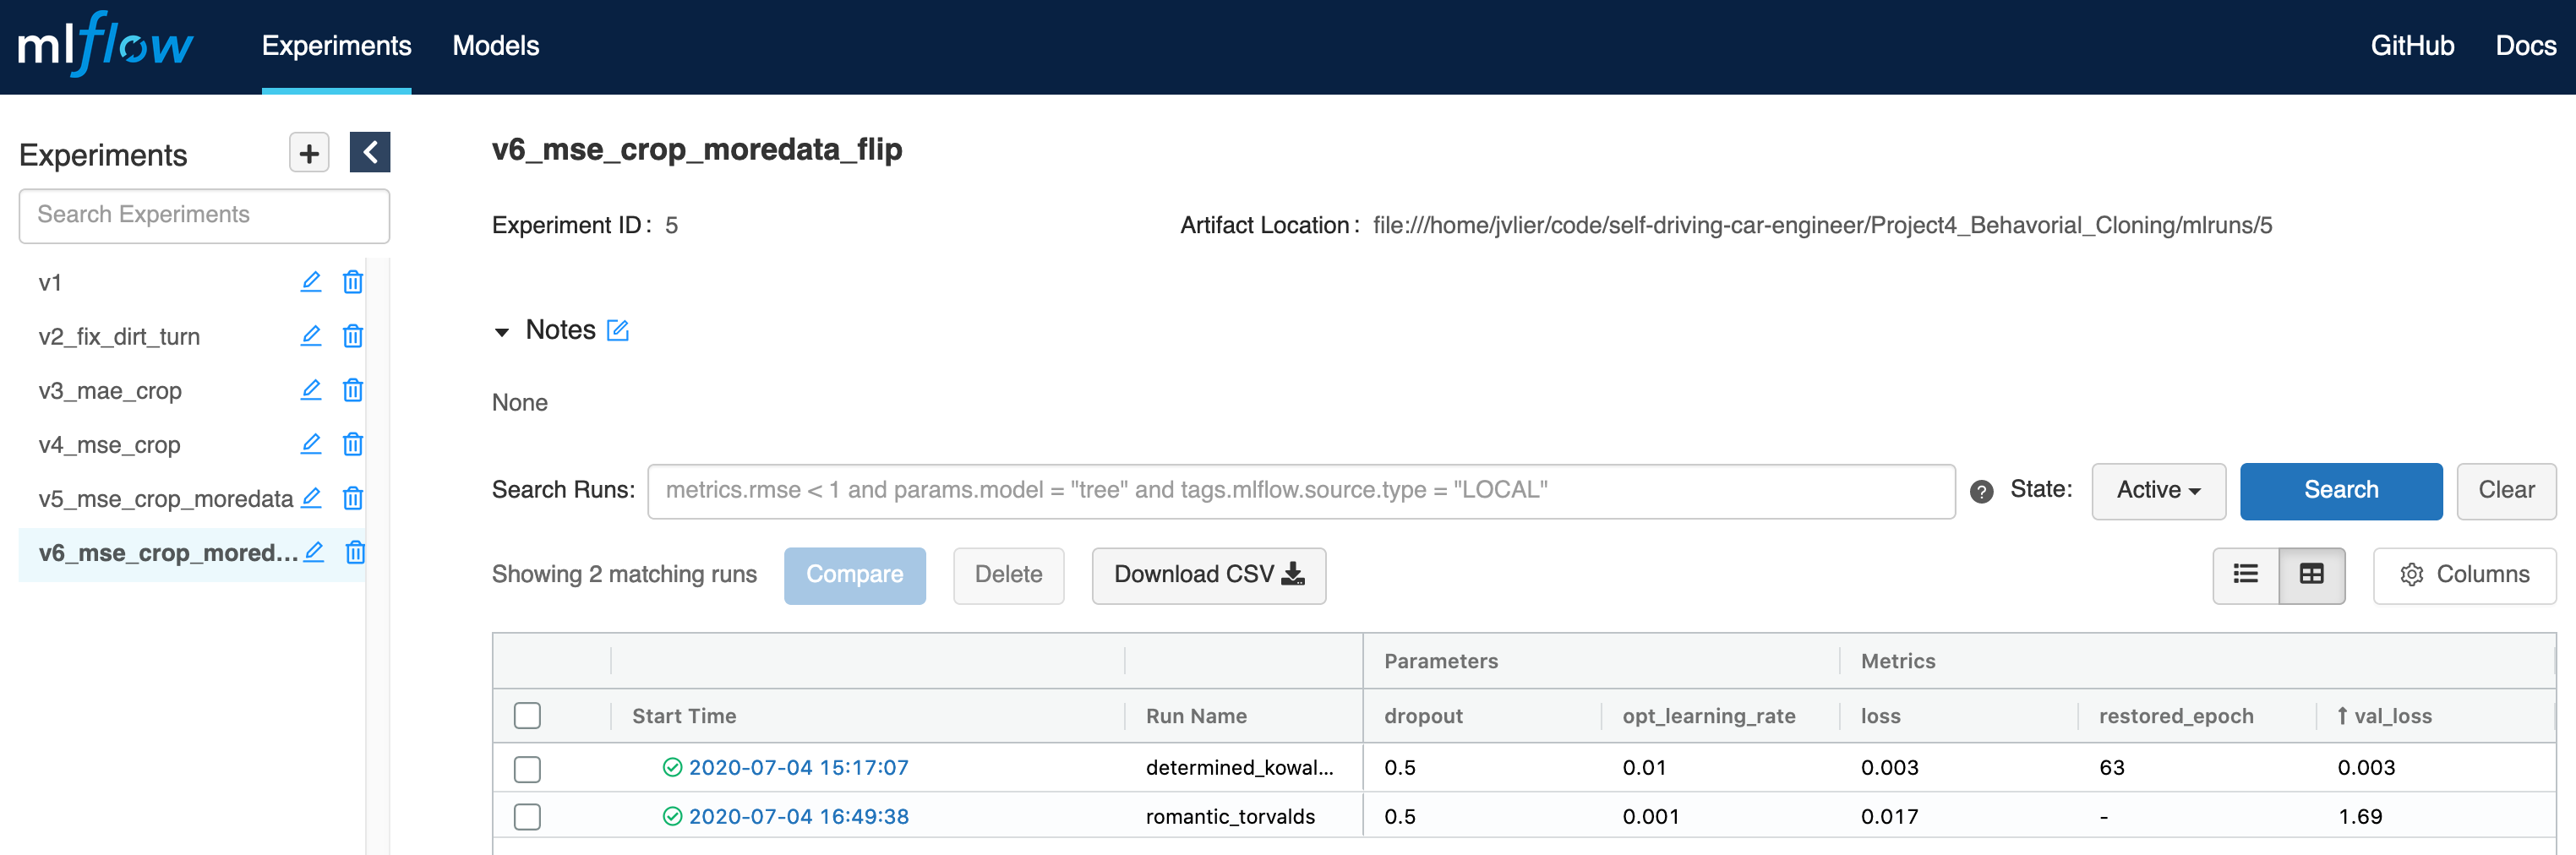 mlflow Experiments Models GitHub Docs
Experiments
Search Experiments
v1
v2_fix_dirt_turn
v3_mae_crop
v4_mse_crop
v5_mse_crop_moredata
v6_mse_crop_mored...
v6_mse_crop_moredata_flip
Experiment ID: 5 Artifact Location: file:///home/jvlier/code/self-driving-car-engineer/Project4_Behavorial_Cloning/mlruns/5
Notes
None
Search Runs: metrics.rmse < 1 and params.model = "tree" and tags.mlflow.source.type = "LOCAL" ? State: Active Search Clear
Showing 2 matching runs Compare Delete Download CSV Columns
Parameters Metrics
Start Time Run Name dropout opt_learning_rate loss restored_epoch ↑ val_loss
2020-07-04 15:17:07 determined_kowal... 0.5 0.01 0.003 63 0.003
2020-07-04 16:49:38 romantic_torvalds 0.5 0.001 0.017 - 1.69